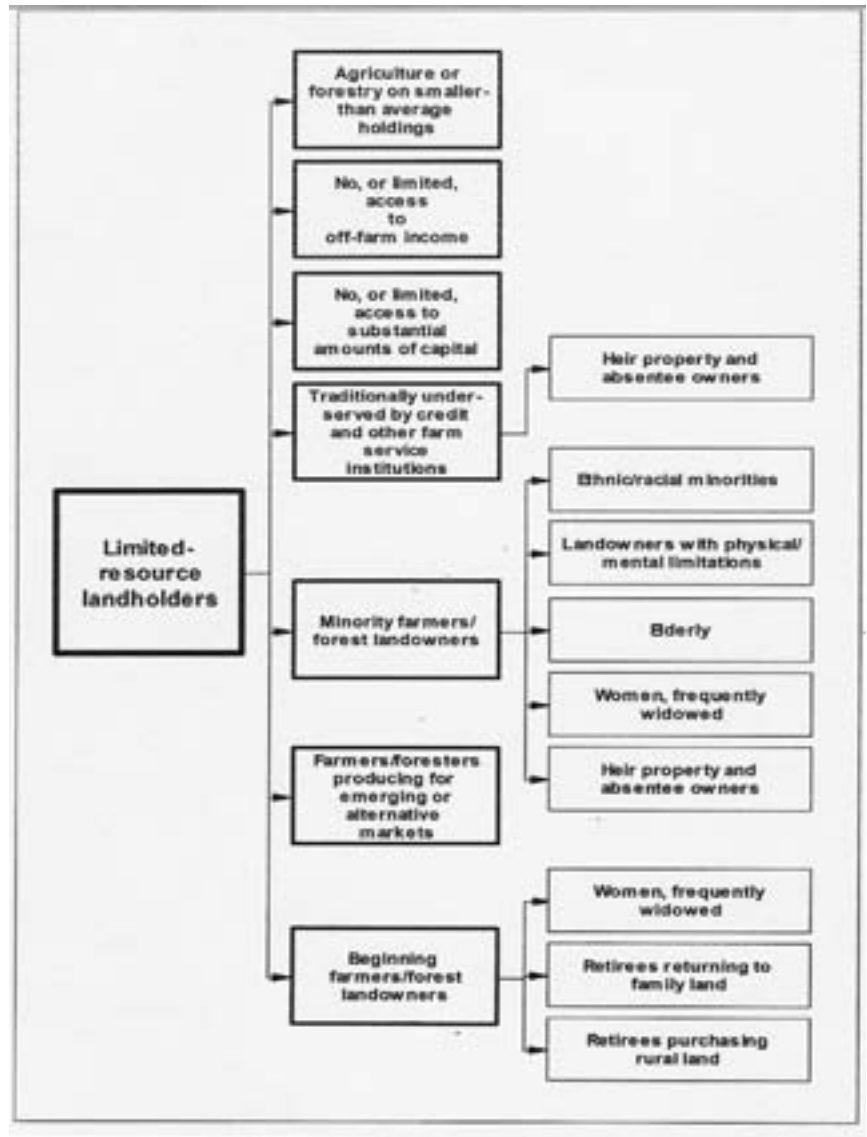 Agriculture or
forestry on smaller-
than average
holdings
No, or limited,
access
to
off-farm income
No, or limited,
access to
substantial
amounts of capital
Traditionally under-
served by credit
and other farm
service
institutions
Heir property and
absentee owners
Limited-
resource
landholders
Minority farmers/
forest landowners
Ethnic/racial minorities
Landowners with physical/
mental limitations
Elderly
Women, frequently
widowed
Heir property and
absentee owners
Farmers/foresters
producing for
emerging or
alternative
markets
Beginning
farmers/forest
landowners
Women, frequently
widowed
Retirees returning to
family land
Retirees purchasing
rural land